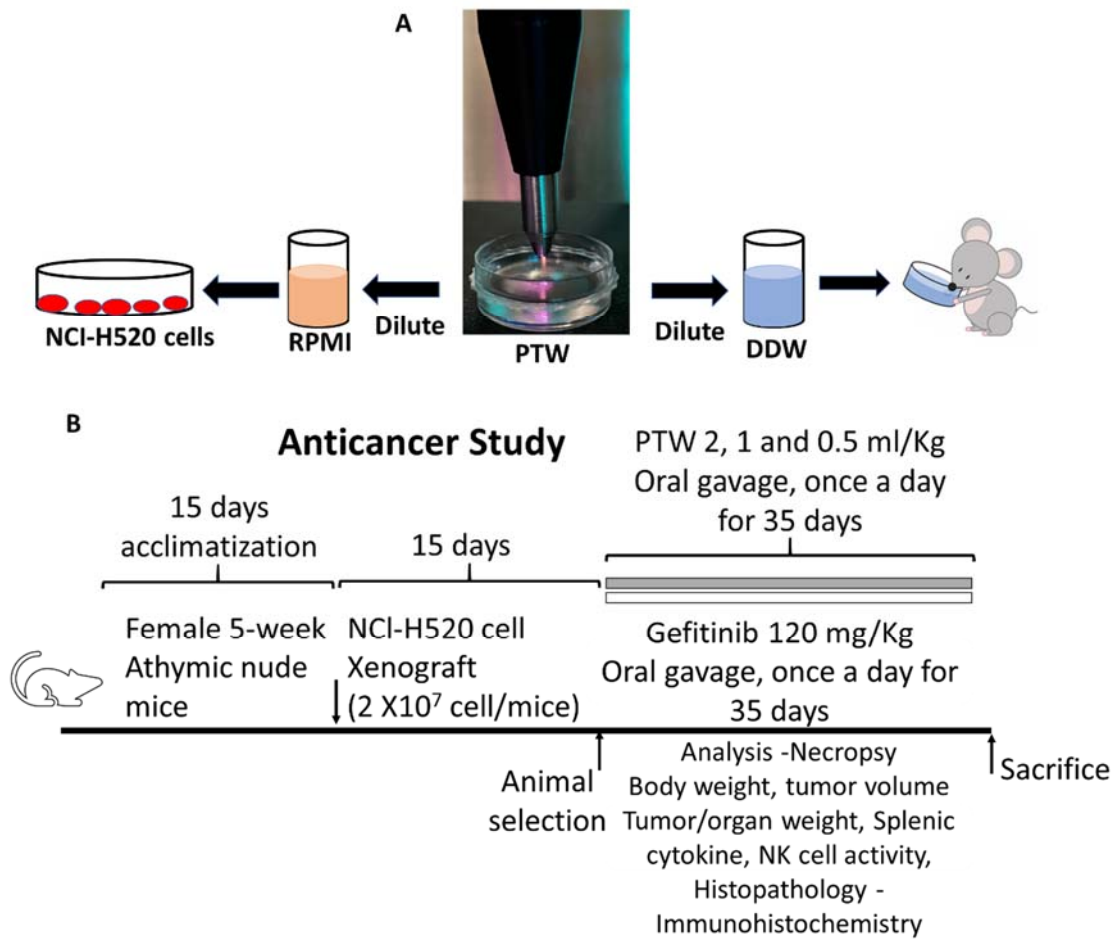 A
NCI-H520 cells
RPMI
Dilute
PTW
Dilute
DDW
B
Anticancer Study
15 days
acclimatization
15 days
PTW 2, 1 and 0.5 ml/Kg
Oral gavage, once a day
for 35 days
Female 5-week
Athymic nude
mice
NCI-H520 cell
Xenograft
(2 X10⁷ cell/mice)
Gefitinib 120 mg/Kg
Oral gavage, once a day for
35 days
Animal
selection
Analysis -Necropsy
Body weight, tumor volume
Tumor/organ weight, Splenic
cytokine, NK cell activity,
Histopathology -
Immunohistochemistry
Sacrifice